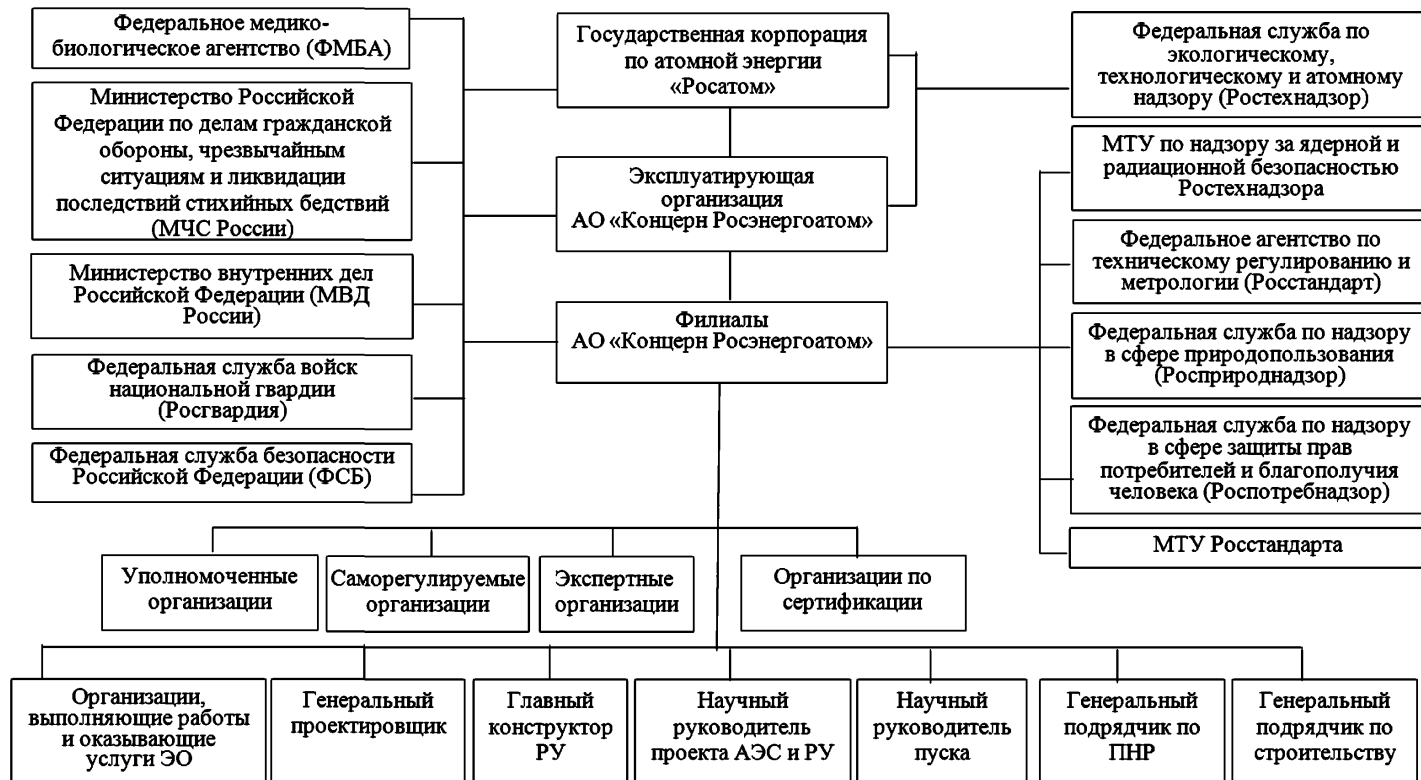 Федеральное медико-
биологическое агентство (ФМБА)
Министерство Российской
Федерации по делам гражданской
обороны, чрезвычайным
ситуациям и ликвидации
последствий стихийных бедствий
(МЧС России)
Министерство внутренних дел
Российской Федерации (МВД
России)
Федеральная служба войск
национальной гвардии
(Росгвардия)
Федеральная служба безопасности
Российской Федерации (ФСБ)
Государственная корпорация
по атомной энергии
«Росатом»
Эксплуатирующая
организация
АО «Концерн Росэнергоатом»
Филиалы
АО «Концерн Росэнергоатом»
Федеральная служба по
экологическому,
технологическому и атомному
надзору (Ростехнадзор)
МТУ по надзору за ядерной и
радиационной безопасностью
Ростехнадзора
Федеральное агентство по
техническому регулированию и
метрологии (Росстандарт)
Федеральная служба по надзору
в сфере природопользования
(Росприроднадзор)
Федеральная служба по надзору
в сфере защиты прав
потребителей и благополучия
человека (Роспотребнадзор)
МТУ Росстандарта
Уполномоченные
организации
Саморегулируемые
организации
Экспертные
организации
Организации по
сертификации
Организации,
выполняющие работы
и оказывающие
услуги ЭО
Генеральный
проектировщик
Главный
конструктор
РУ
Научный
руководитель
проекта АЭС и РУ
Научный
руководитель
пуска
Генеральный
подрядчик по
ПНР
Генеральный
подрядчик по
строительству